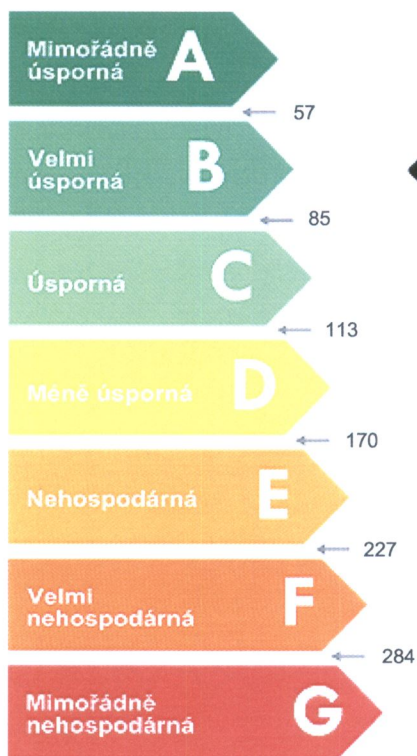 Mimořádně
úsporná A
57
Velmi
úsporná B
85
Úsporná C
113
Méně úsporná D
170
Nehospodárná E
227
Velmi
nehospodárná F
284
Mimořádně
nehospodárná G